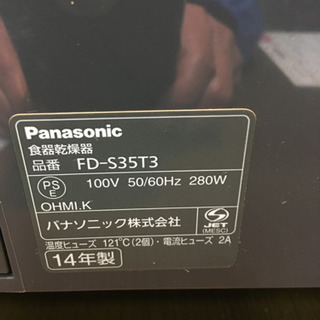 Panasonic
食器乾燥器
品番 FD-S35T3
PS E 100V 50/60Hz 280W
OHMI.K
パナソニック株式会社
S JET (MESC)
温度ヒューズ 121℃(2個)・電流ヒューズ 2A
14年製